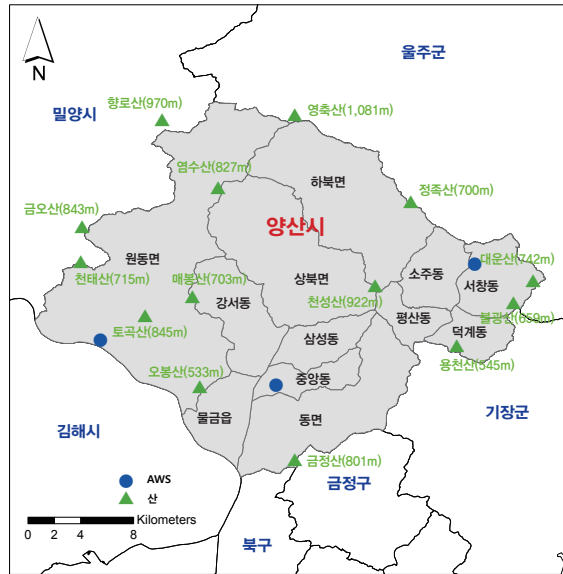 N
울주군
밀양시
향로산(970m)
영축산(1,081m)
염수산(827m)
하북면
정족산(700m)
금오산(843m)
양산시
원동면
대운산(742m)
천태산(715m)
매봉산(703m)
상북면
소주동
서창동
강서동
천성산(922m)
불광산(659m)
평산동
토곡산(845m)
삼성동
덕계동
용천산(545m)
오봉산(533m)
중앙동
물금읍
동면
김해시
기장군
금정산(801m)
금정구
AWS
산
Kilometers
0 2 4 8
북구